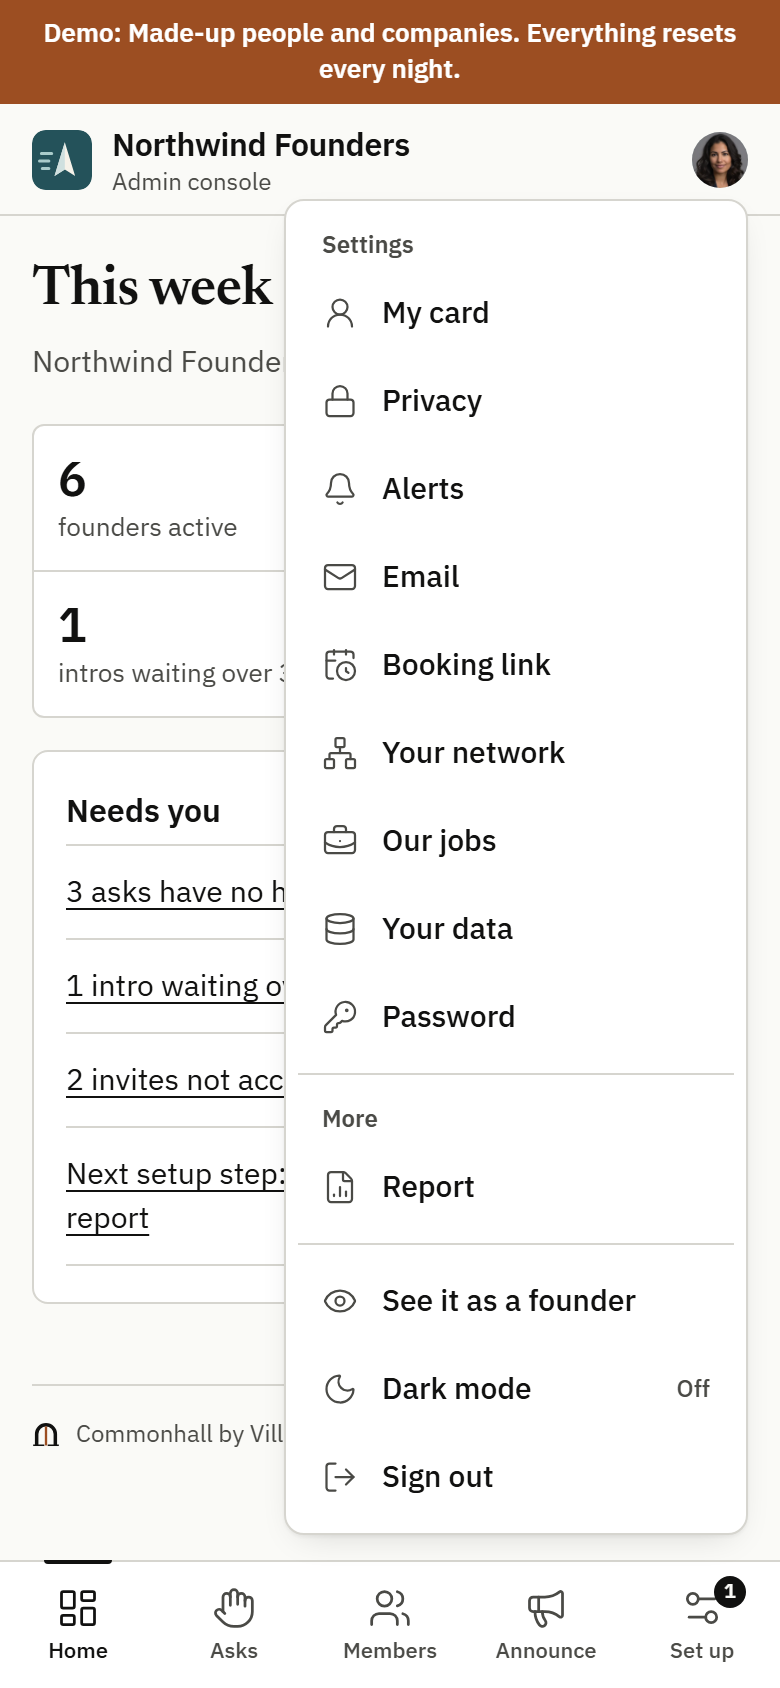 Demo: Made-up people and companies. Everything resets
every night.
Northwind Founders
Admin console
This week
Northwind Founde
6
founders active
1
intros waiting over
Needs you
3 asks have no
1 intro waiting
2 invites not acc
Next setup step:
report
Commonhall by Vill
Settings
My card
Privacy
Alerts
Email
Booking link
Your network
Our jobs
Your data
Password
More
Report
See it as a founder
Dark mode
Off
Sign out
Home
Asks
Members
Announce
1
Set up